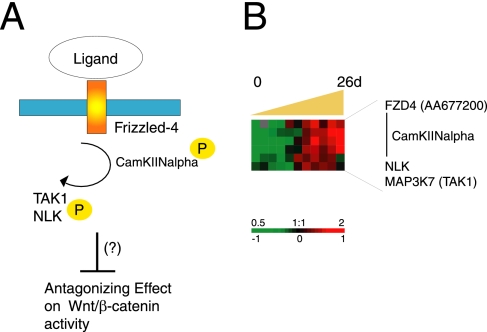 A
Ligand
Frizzled-4
CamKIINalpha
P
TAK1
NLK
P
(?)
Antagonizing Effect
on Wnt/β-catenin
activity
B
0 26d
FZD4 (AA677200)
CamKIINalpha
NLK
MAP3K7 (TAK1)
0.5 1:1 2
-1 0 1